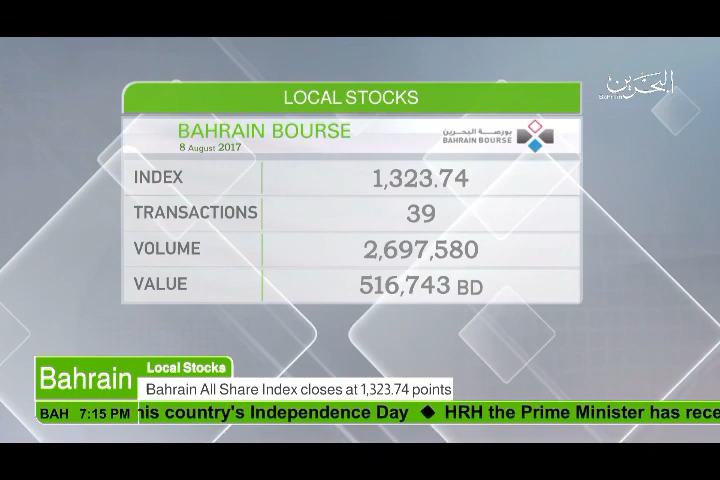 البحرين
Bahrain
LOCAL STOCKS
BAHRAIN BOURSE
8 August 2017
بورصة البحرين
BAHRAIN BOURSE
INDEX 1,323.74
TRANSACTIONS 39
VOLUME 2,697,580
VALUE 516,743 BD
Bahrain
Local Stocks
Bahrain All Share Index closes at 1,323.74 points
BAH 7:15 PM his country's Independence Day ◆ HRH the Prime Minister has rece